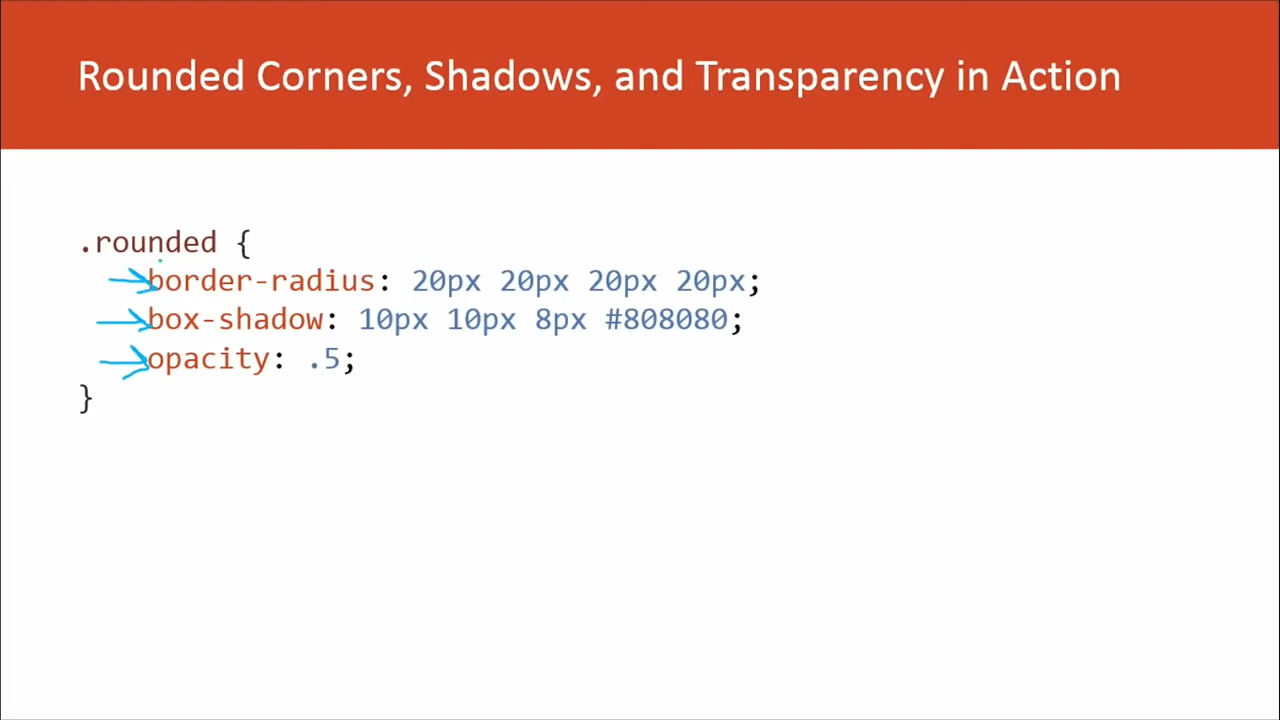 Rounded Corners, Shadows, and Transparency in Action
.rounded {
border-radius: 20px 20px 20px 20px;
box-shadow: 10px 10px 8px #808080;
opacity: .5;
}